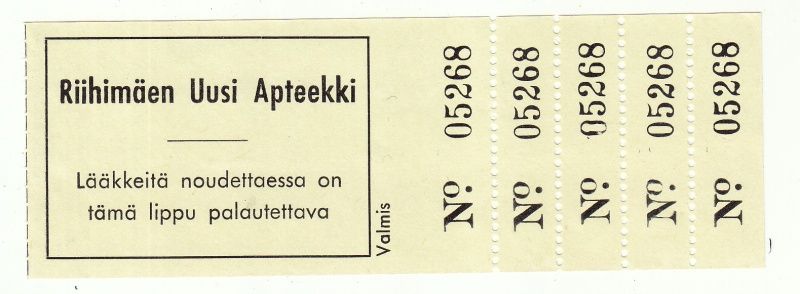 Riihimäen Uusi Apteekki
Lääkkeitä noudettaessa on
tämä lippu palautettava
Valmis
Nº 05268
Nº 05268
Nº 05268
Nº 05268
Nº 05268